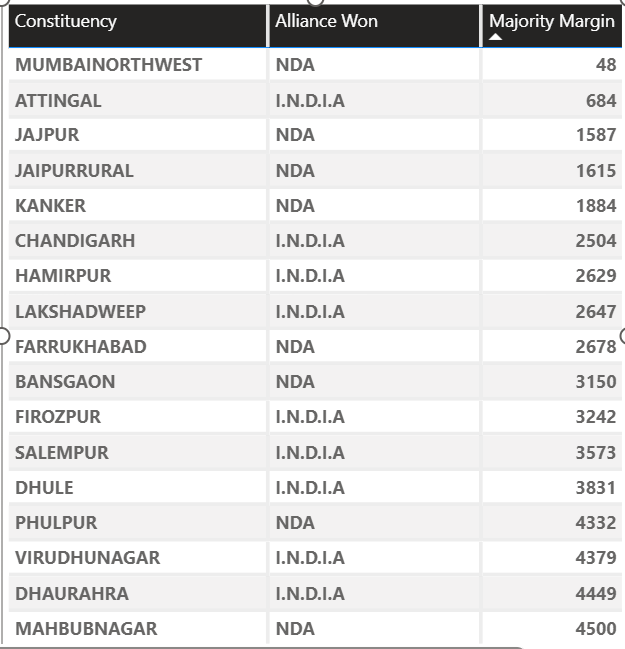 Constituency Alliance Won Majority Margin
MUMBAINORTHWEST NDA 48
ATTINGAL I.N.D.I.A 684
JAJPUR NDA 1587
JAIPURRURAL NDA 1615
KANKER NDA 1884
CHANDIGARH I.N.D.I.A 2504
HAMIRPUR I.N.D.I.A 2629
LAKSHADWEEP I.N.D.I.A 2647
FARRUKHABAD NDA 2678
BANSGAON NDA 3150
FIROZPUR I.N.D.I.A 3242
SALEMPUR I.N.D.I.A 3573
DHULE I.N.D.I.A 3831
PHULPUR NDA 4332
VIRUDHUNAGAR I.N.D.I.A 4379
DHAURAHRA I.N.D.I.A 4449
MAHBUBNAGAR NDA 4500